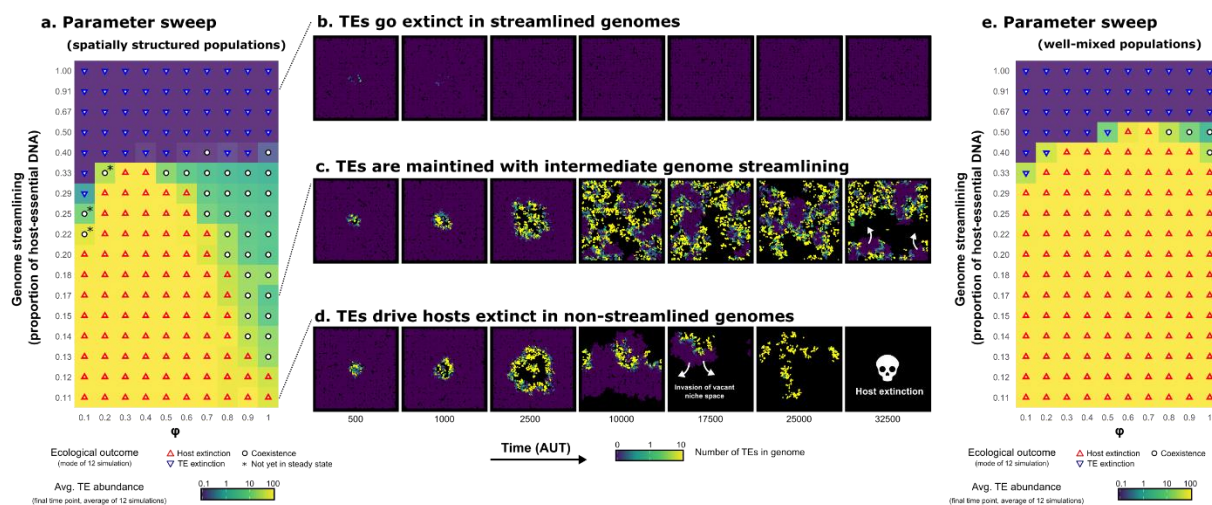 a. Parameter sweep
(spatially structured populations)
Genome streamlining
(proportion of host-essential DNA)
1.00
0.91
0.67
0.50
0.40
0.33
0.29
0.25
0.22
0.20
0.18
0.17
0.15
0.14
0.13
0.12
0.11
* * *
0.1 0.2 0.3 0.4 0.5 0.6 0.7 0.8 0.9 1
φ
Ecological outcome
(mode of 12 simulation)
Host extinction
Coexistence
TE extinction
* Not yet in steady state
Avg. TE abundance
(final time point, average of 12 simulations)
0.1 1 10 100
b. TEs go extinct in streamlined genomes
c. TEs are maintined with intermediate genome streamlining
d. TEs drive hosts extinct in non-streamlined genomes
Invasion of vacant
niche space
Host extinction
500 1000 2500 10000 17500 25000 32500
Time (AUT)
0 1 10
Number of TEs in genome
e. Parameter sweep
(well-mixed populations)
Genome streamlining
(proportion of host-essential DNA)
1.00
0.91
0.67
0.50
0.40
0.33
0.29
0.25
0.22
0.20
0.18
0.17
0.15
0.14
0.13
0.12
0.11
0.1 0.2 0.3 0.4 0.5 0.6 0.7 0.8 0.9 1
φ
Ecological outcome
(mode of 12 simulation)
Host extinction
Coexistence
TE extinction
Avg. TE abundance
(final time point, average of 12 simulations)
0.1 1 10 100